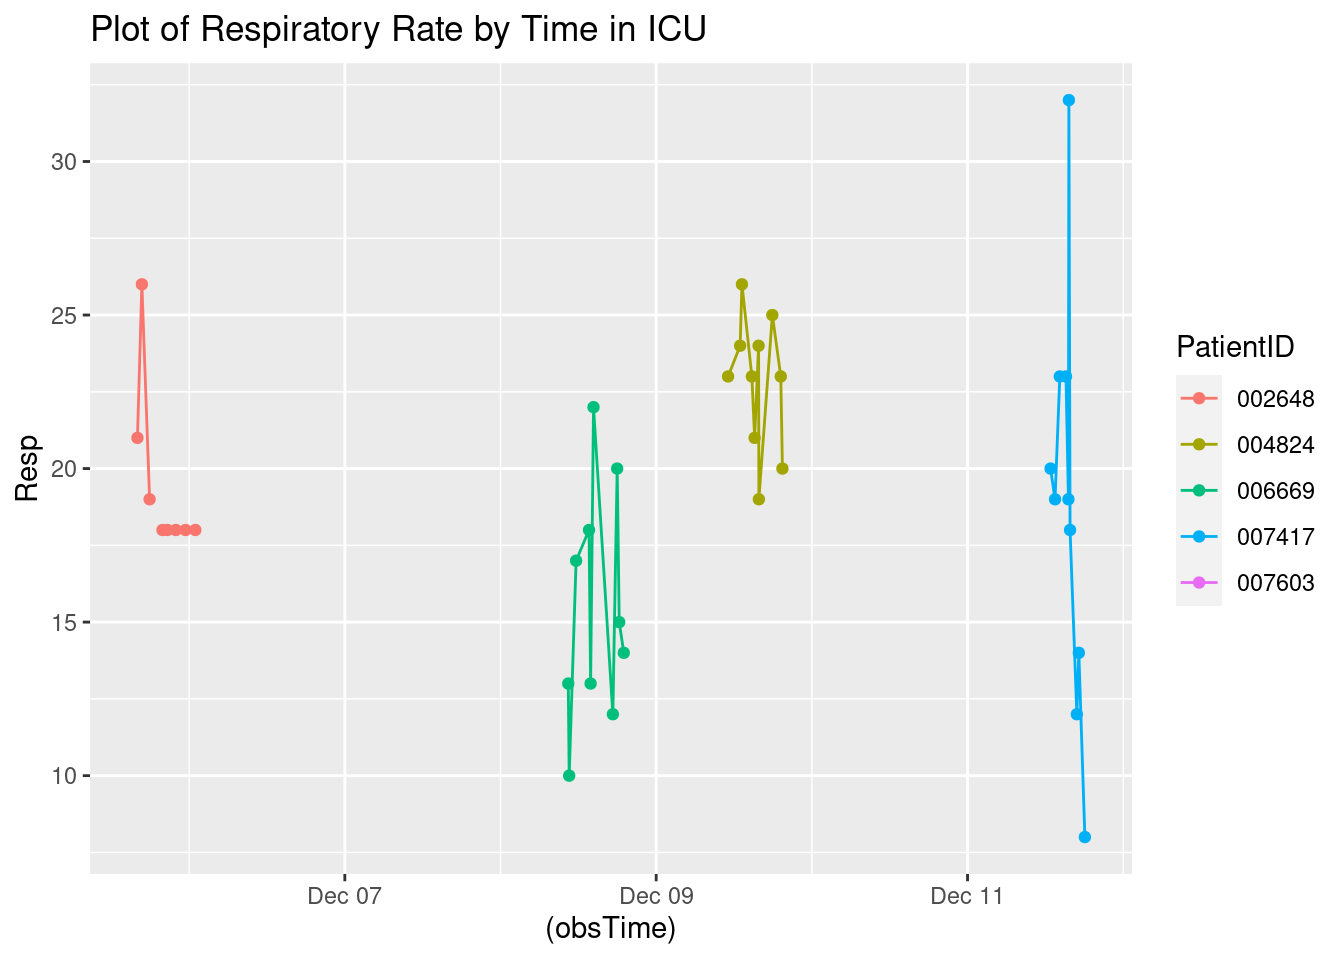 Plot of Respiratory Rate by Time in ICU
30
25
20
15
10
Resp
Dec 07
Dec 09
Dec 11
(obsTime)
PatientID
002648
004824
006669
007417
007603